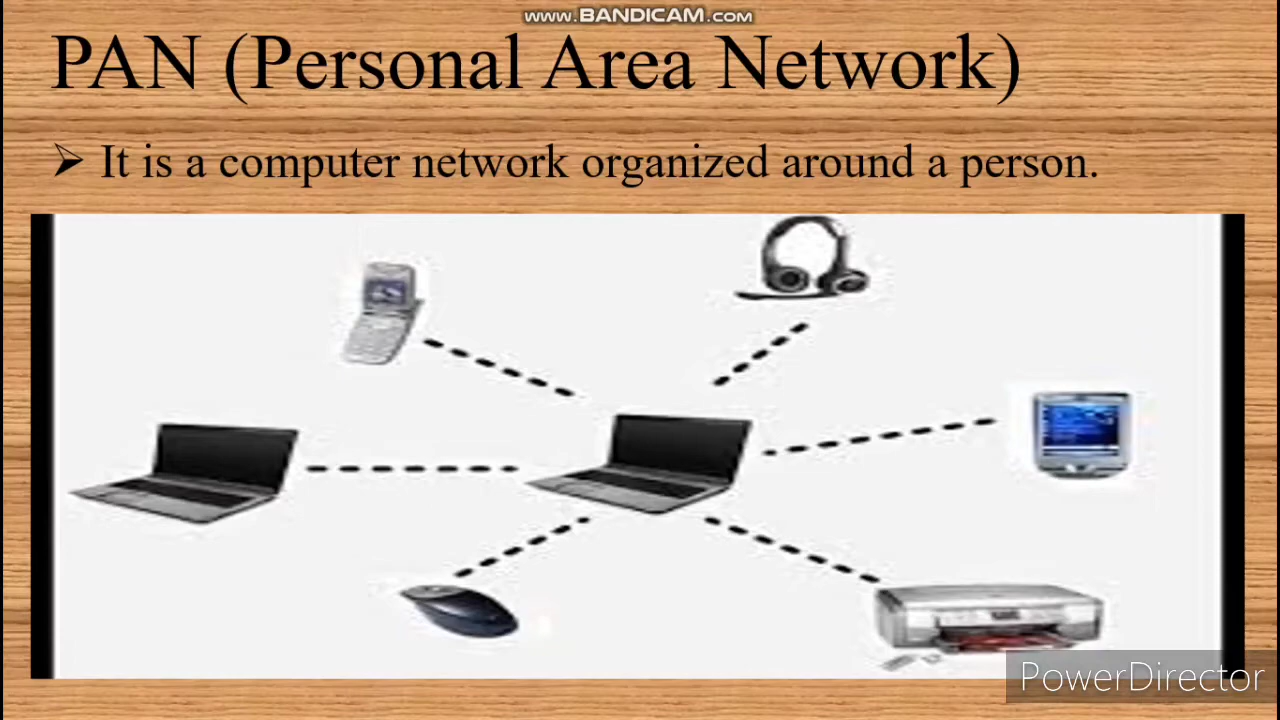 www.BANDICAM.com
PAN (Personal Area Network)
➢ It is a computer network organized around a person.
PowerDirector